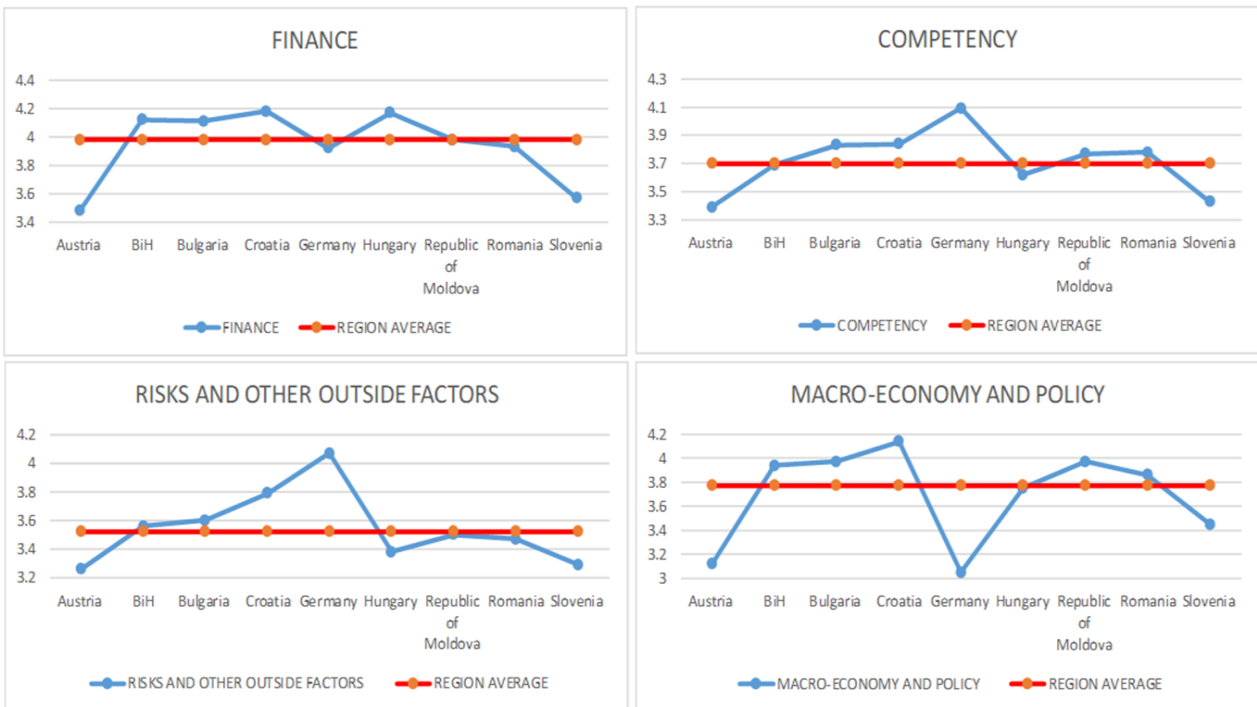 FINANCE
4.4
4.2
4
3.8
3.6
3.4
Austria BiH Bulgaria Croatia Germany Hungary Republic Romania Slovenia
of
Moldova
FINANCE REGION AVERAGE
COMPETENCY
4.3
4.1
3.9
3.7
3.5
3.3
Austria BiH Bulgaria Croatia Germany Hungary Republic Romania Slovenia
of
Moldova
COMPETENCY REGION AVERAGE
RISKS AND OTHER OUTSIDE FACTORS
4.2
4
3.8
3.6
3.4
3.2
Austria BiH Bulgaria Croatia Germany Hungary Republic Romania Slovenia
of
Moldova
RISKS AND OTHER OUTSIDE FACTORS REGION AVERAGE
MACRO-ECONOMY AND POLICY
4.2
4
3.8
3.6
3.4
3.2
3
Austria BiH Bulgaria Croatia Germany Hungary Republic Romania Slovenia
of
Moldova
MACRO-ECONOMY AND POLICY REGION AVERAGE